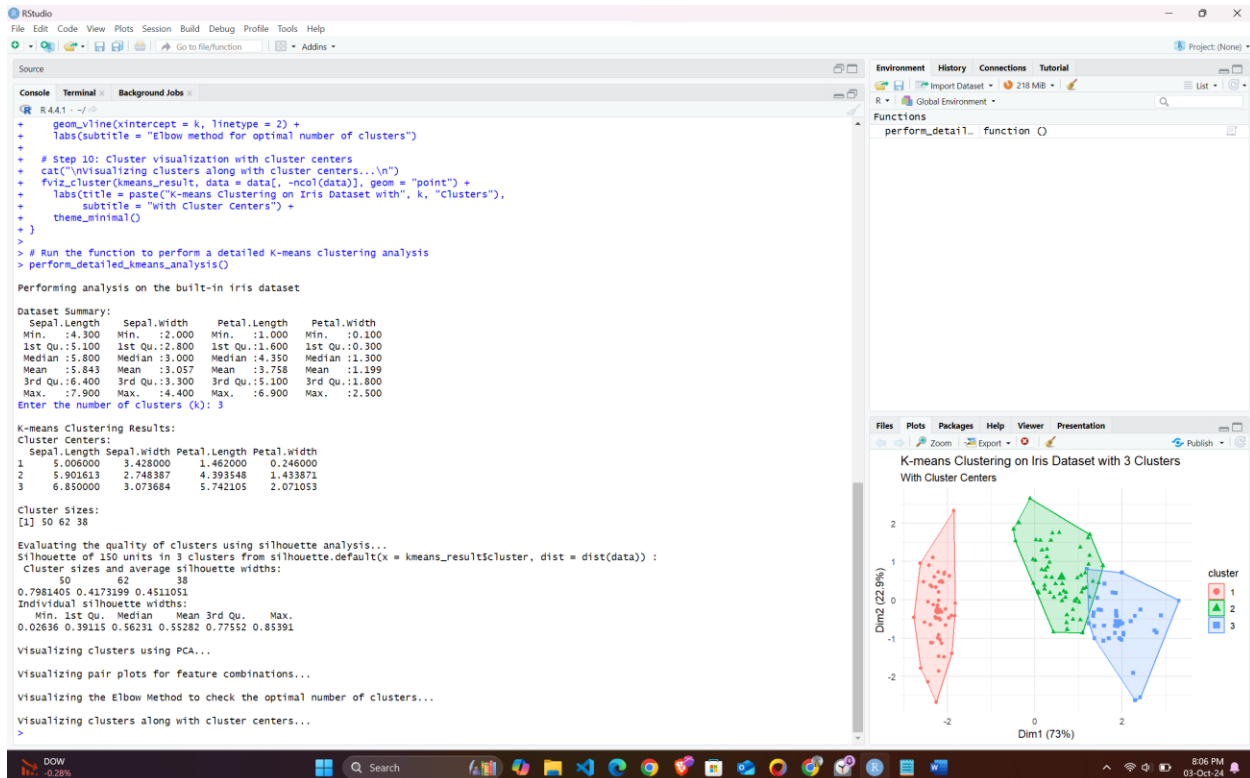 RStudio
File Edit Code View Plots Session Build Debug Profile Tools Help
Go to file/function Addins Project: (None)
Source
Console Terminal Background Jobs
R 4.4.1 · ~/
+     geom_vline(xintercept = k, linetype = 2) +
+     labs(subtitle = "Elbow method for optimal number of clusters")
+
+   # Step 10: Cluster visualization with cluster centers
+   cat("\nVisualizing clusters along with cluster centers...\n")
+   fviz_cluster(kmeans_result, data = data[, -ncol(data)], geom = "point") +
+     labs(title = paste("K-means Clustering on Iris Dataset with", k, "Clusters"),
+          subtitle = "With Cluster Centers") +
+     theme_minimal()
+ }
>
> # Run the function to perform a detailed K-means clustering analysis
> perform_detailed_kmeans_analysis()
Performing analysis on the built-in iris dataset
Dataset Summary:
  Sepal.Length    Sepal.Width     Petal.Length    Petal.Width
 Min.   :4.300   Min.   :2.000   Min.   :1.000   Min.   :0.100
 1st Qu.:5.100   1st Qu.:2.800   1st Qu.:1.600   1st Qu.:0.300
 Median :5.800   Median :3.000   Median :4.350   Median :1.300
 Mean   :5.843   Mean   :3.057   Mean   :3.758   Mean   :1.199
 3rd Qu.:6.400   3rd Qu.:3.300   3rd Qu.:5.100   3rd Qu.:1.800
 Max.   :7.900   Max.   :4.400   Max.   :6.900   Max.   :2.500
Enter the number of clusters (k): 3
K-means Clustering Results:
Cluster Centers:
  Sepal.Length Sepal.Width Petal.Length Petal.Width
1     5.006000    3.428000     1.462000    0.246000
2     5.901613    2.748387     4.393548    1.433871
3     6.850000    3.073684     5.742105    2.071053
Cluster Sizes:
[1] 50 62 38
Evaluating the quality of clusters using silhouette analysis...
Silhouette of 150 units in 3 clusters from silhouette.default(x = kmeans_result$cluster, dist = dist(data)) :
 Cluster sizes and average silhouette widths:
       50        62        38
0.7981405 0.4173199 0.4511051
Individual silhouette widths:
   Min. 1st Qu.  Median    Mean 3rd Qu.    Max.
0.02636 0.39115 0.56231 0.55282 0.77552 0.85391
Visualizing clusters using PCA...
Visualizing pair plots for feature combinations...
Visualizing the Elbow Method to check the optimal number of clusters...
Visualizing clusters along with cluster centers...
>
Environment History Connections Tutorial
Import Dataset 218 MiB List
R Global Environment
Functions
perform_detail… function ()
Files Plots Packages Help Viewer Presentation
Zoom Export Publish
K-means Clustering on Iris Dataset with 3 Clusters
With Cluster Centers
2
1
0
-1
-2
Dim2 (22.9%)
-2 0 2
Dim1 (73%)
cluster
1
2
3
DOW
-0.28%
Search
8:06 PM
03-Oct-24